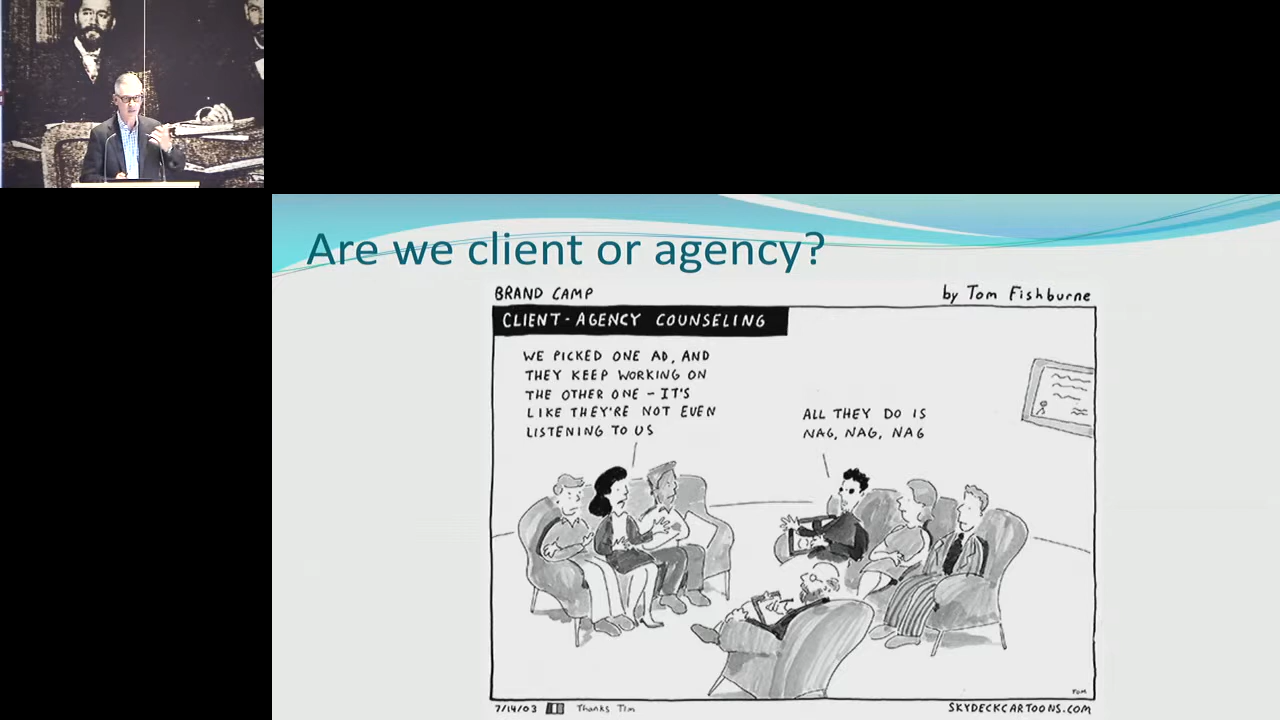 Are we client or agency?
BRAND CAMP
by Tom Fishburne
CLIENT-AGENCY COUNSELING
WE PICKED ONE AD, AND
THEY KEEP WORKING ON
THE OTHER ONE – IT'S
LIKE THEY'RE NOT EVEN
LISTENING TO US
ALL THEY DO IS
NAG, NAG, NAG
TOM
7/14/03
Thanks Tim
SKYDECKCARTOONS.COM